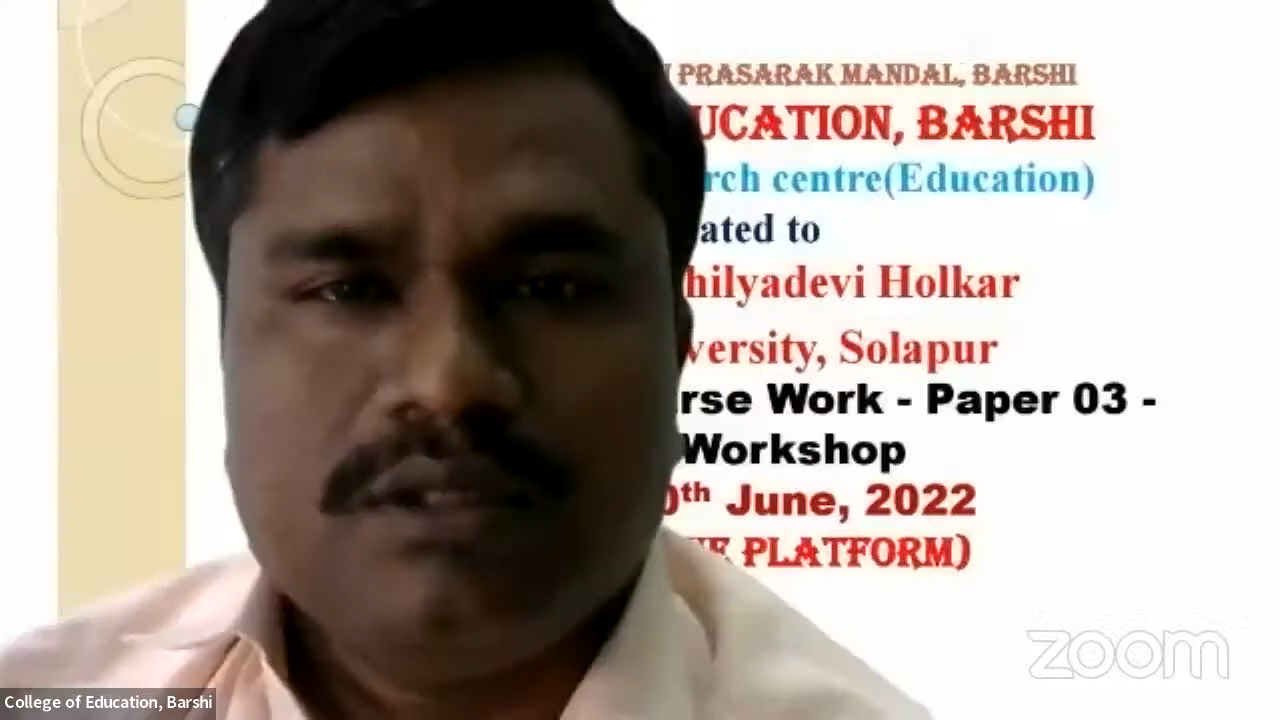 PRASARAK MANDAL, BARSHI
UCATION, BARSHI
rch centre(Education)
ated to
hilyadevi Holkar
versity, Solapur
rse Work - Paper 03 -
Workshop
0th June, 2022
PLATFORM)
zoom
College of Education, Barshi